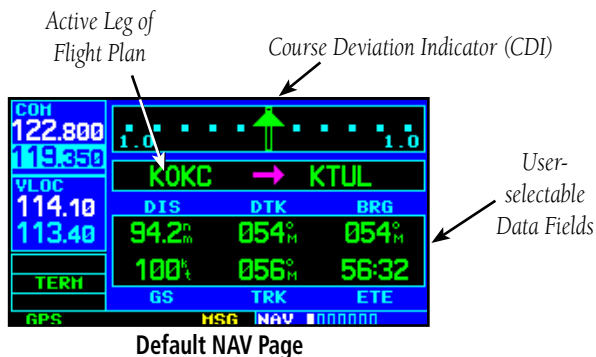 Active Leg of
Flight Plan
Course Deviation Indicator (CDI)
COM
122.800
119.350
1.0 1.0
KOKC KTUL
VLOC
114.10
113.40
DIS DTK BRG
94.2nm 054°M 054°M
100kt 056°M 56:32
GS TRK ETE
TERM
GPS MSG NAV
User-
selectable
Data Fields
Default NAV Page